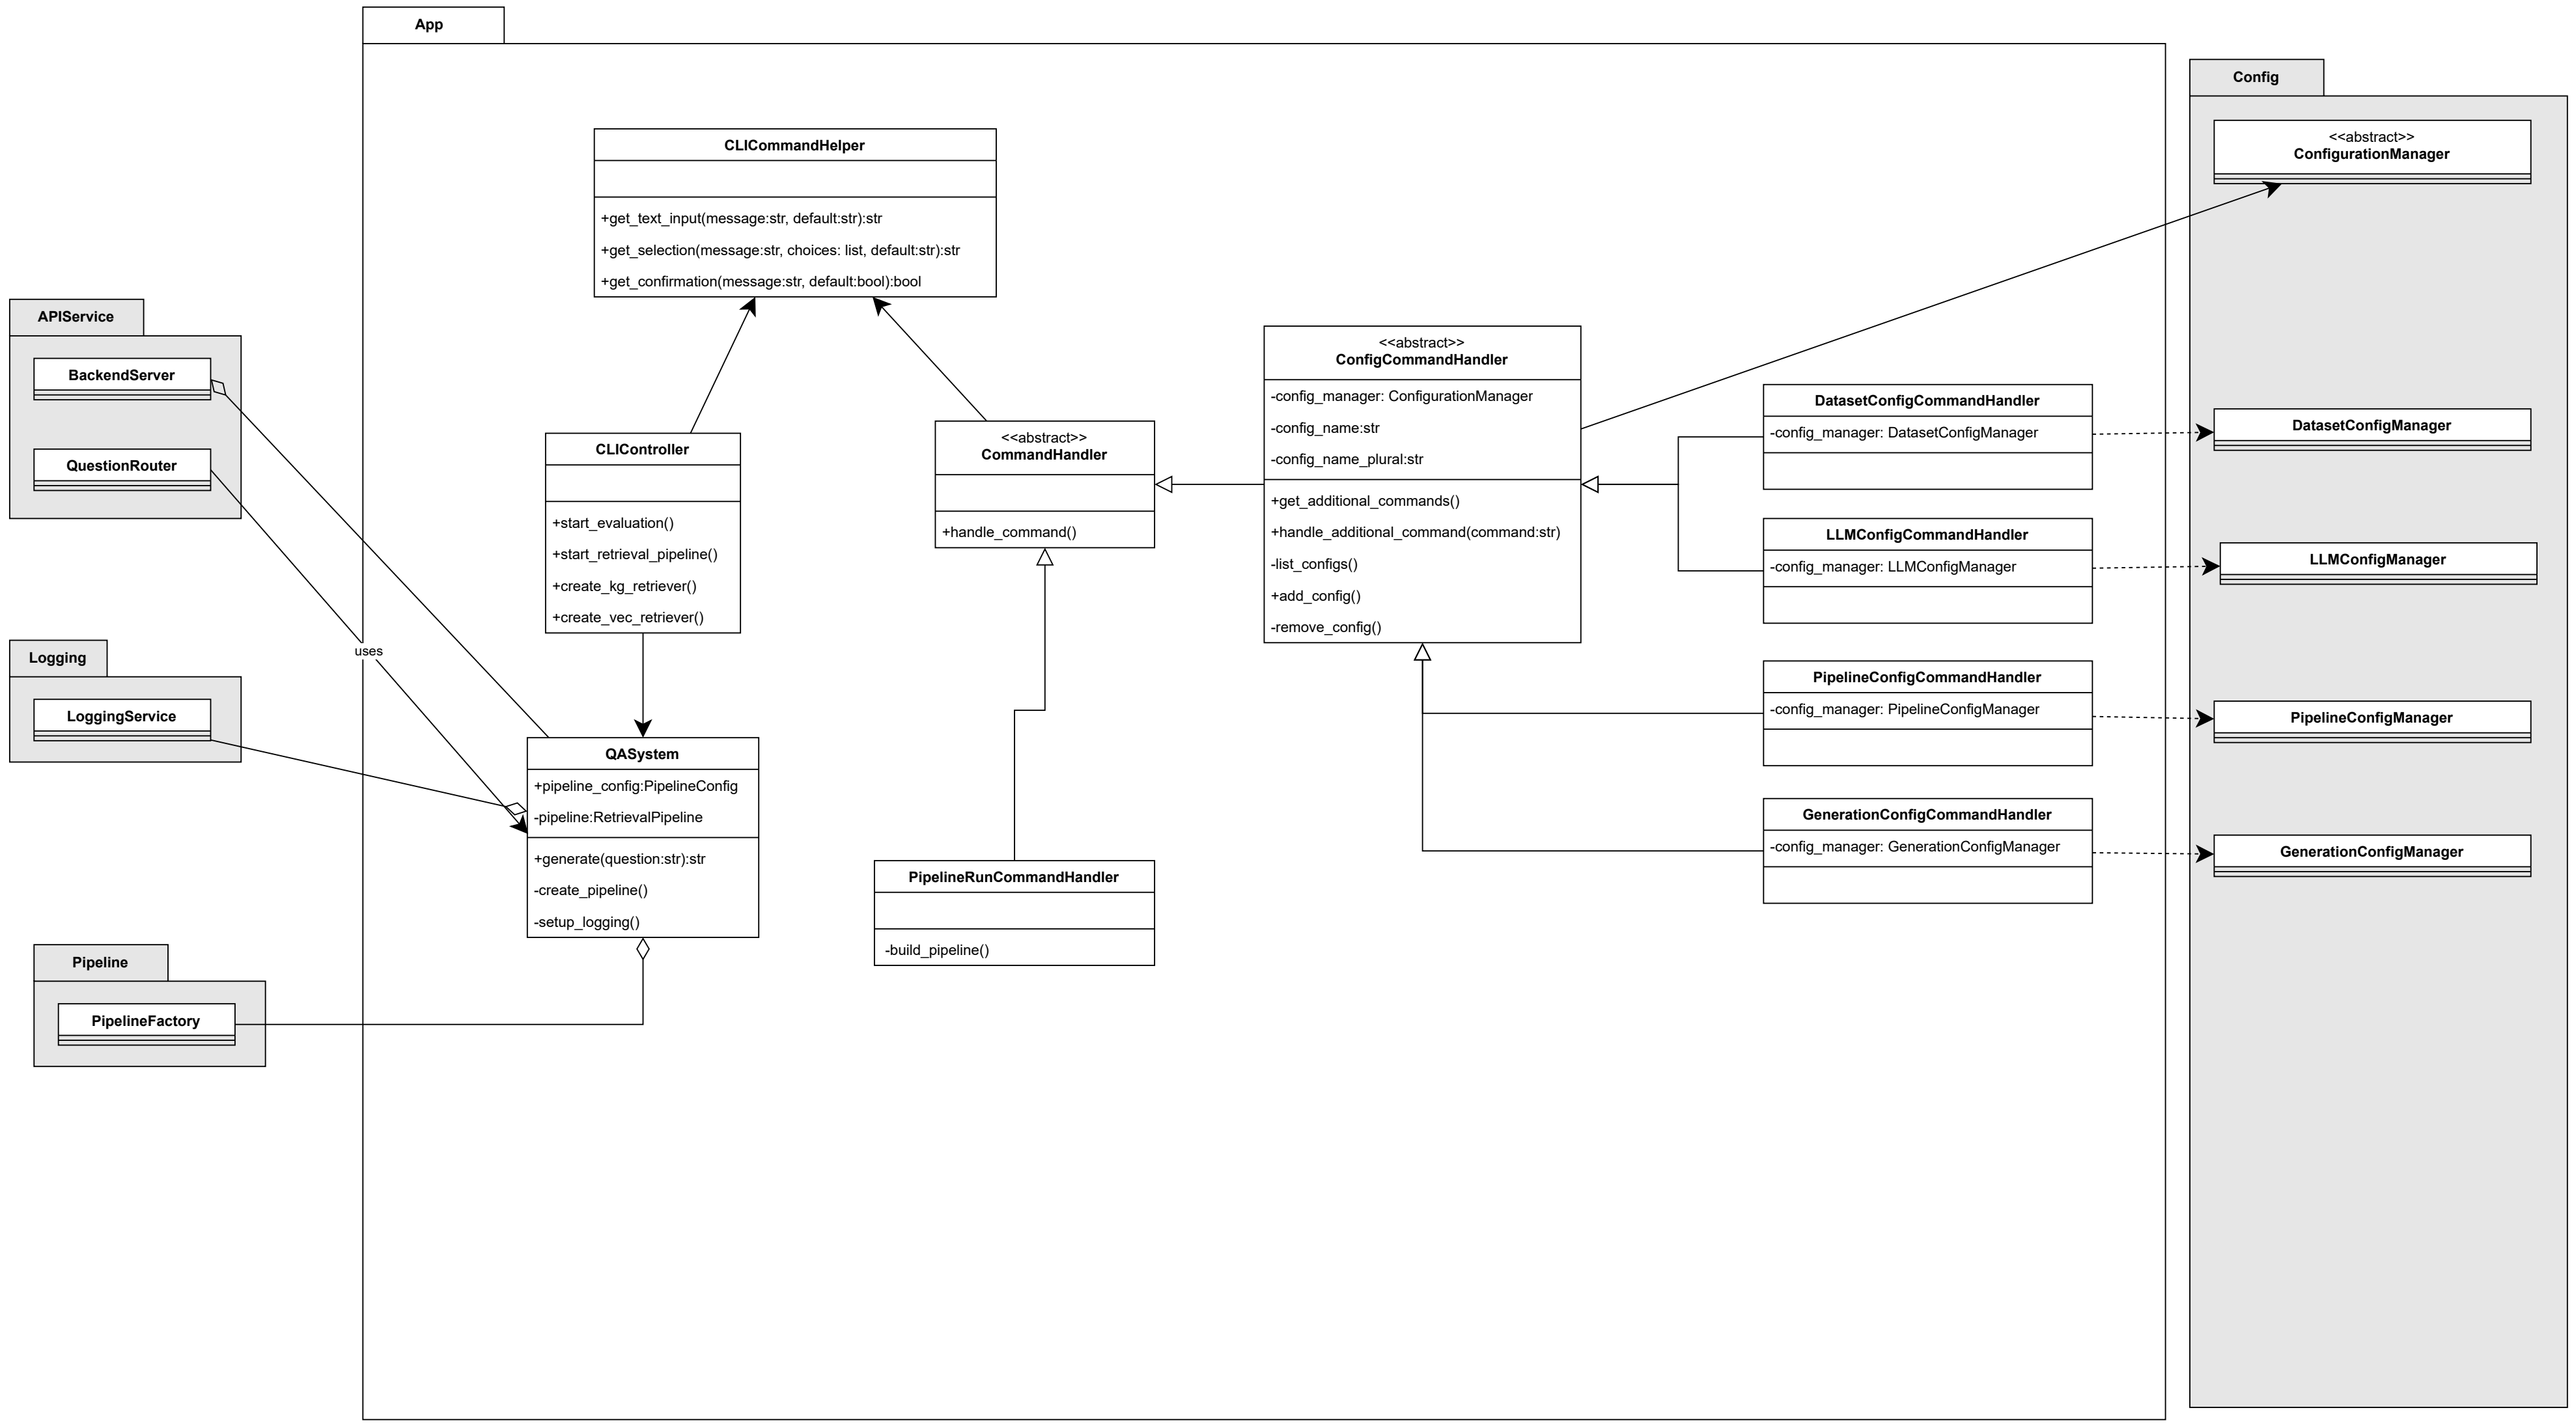 App
Config
<<abstract>>
ConfigurationManager
CLICommandHelper
+get_text_input(message:str, default:str):str
+get_selection(message:str, choices: list, default:str):str
+get_confirmation(message:str, default:bool):bool
APIService
BackendServer
QuestionRouter
uses
Logging
LoggingService
Pipeline
PipelineFactory
CLIController
+start_evaluation()
+start_retrieval_pipeline()
+create_kg_retriever()
+create_vec_retriever()
QASystem
+pipeline_config:PipelineConfig
-pipeline:RetrievalPipeline
+generate(question:str):str
-create_pipeline()
-setup_logging()
<<abstract>>
CommandHandler
+handle_command()
PipelineRunCommandHandler
-build_pipeline()
<<abstract>>
ConfigCommandHandler
-config_manager: ConfigurationManager
-config_name:str
-config_name_plural:str
+get_additional_commands()
+handle_additional_command(command:str)
-list_configs()
+add_config()
-remove_config()
DatasetConfigCommandHandler
-config_manager: DatasetConfigManager
LLMConfigCommandHandler
-config_manager: LLMConfigManager
PipelineConfigCommandHandler
-config_manager: PipelineConfigManager
GenerationConfigCommandHandler
-config_manager: GenerationConfigManager
DatasetConfigManager
LLMConfigManager
PipelineConfigManager
GenerationConfigManager